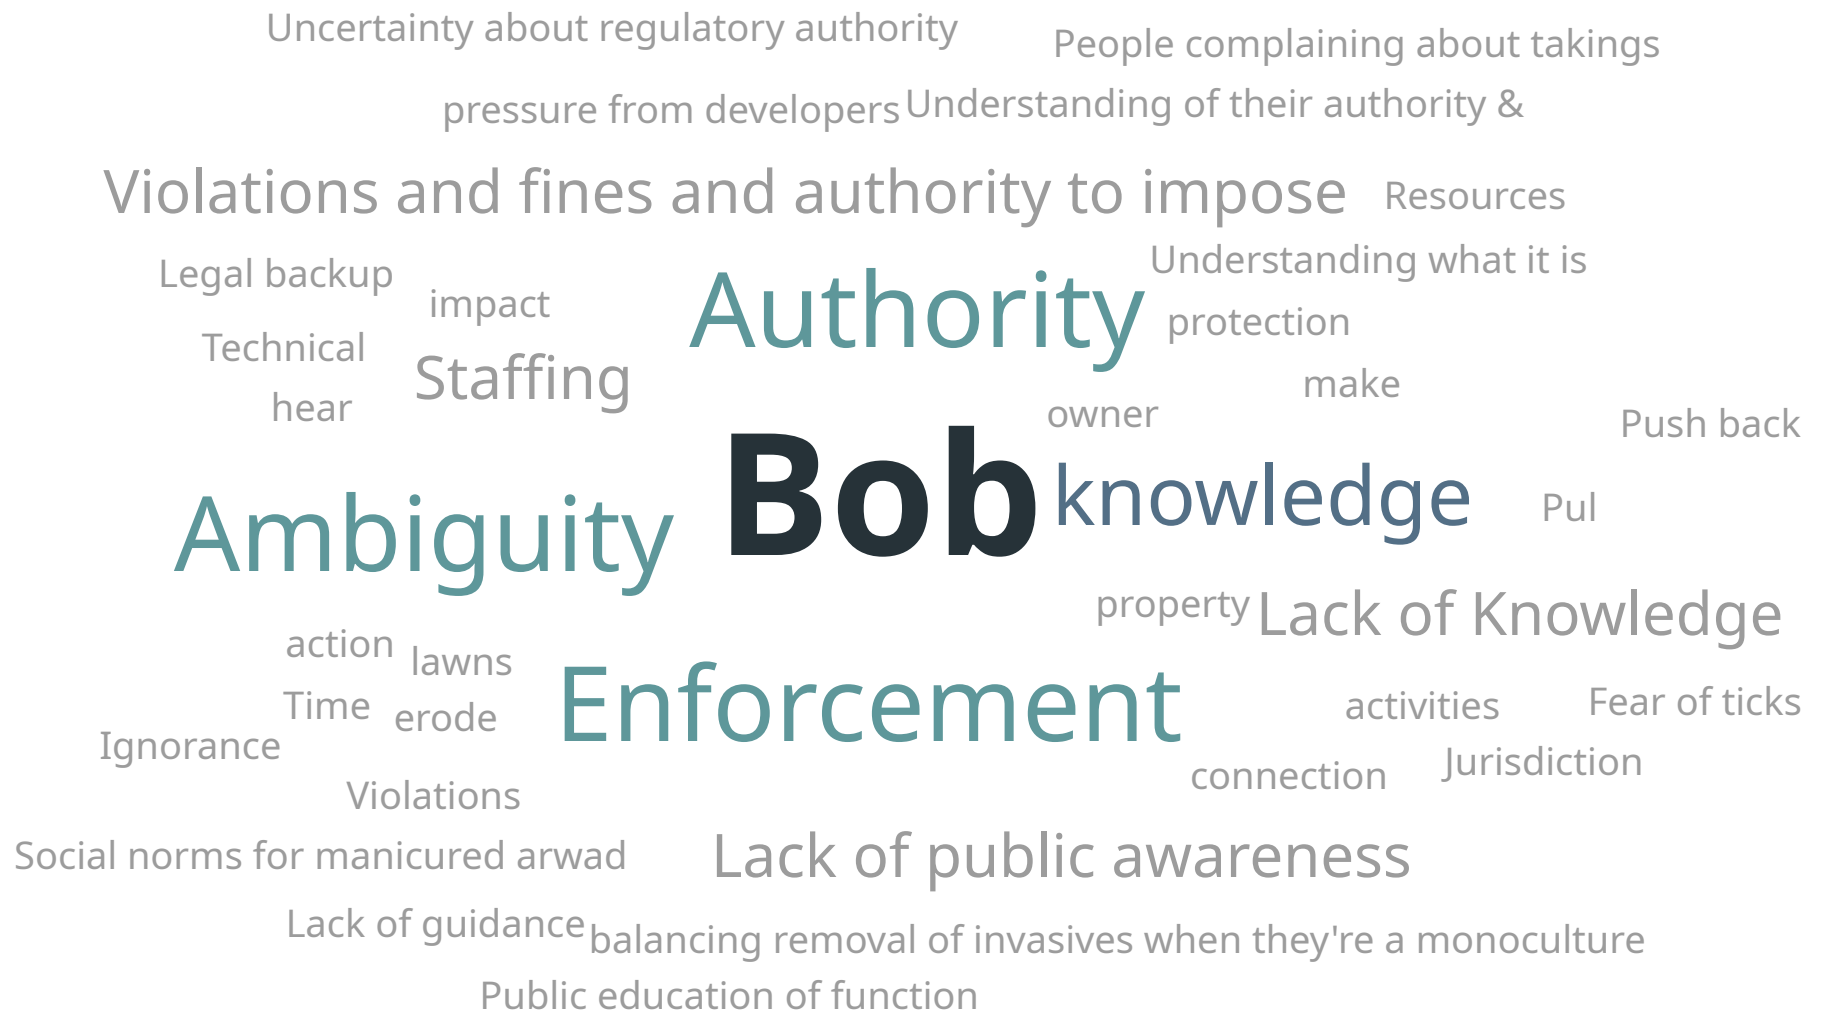 Uncertainty about regulatory authority
People complaining about takings
pressure from developers
Understanding of their authority &
Violations and fines and authority to impose
Resources
Legal backup
impact
Authority
Understanding what it is
protection
Technical
Staffing
make
hear
owner
Push back
Bob
knowledge
Pul
Ambiguity
property
Lack of Knowledge
action
lawns
Enforcement
Time
erode
activities
Fear of ticks
Ignorance
connection
Jurisdiction
Violations
Social norms for manicured arwad
Lack of public awareness
Lack of guidance
balancing removal of invasives when they're a monoculture
Public education of function